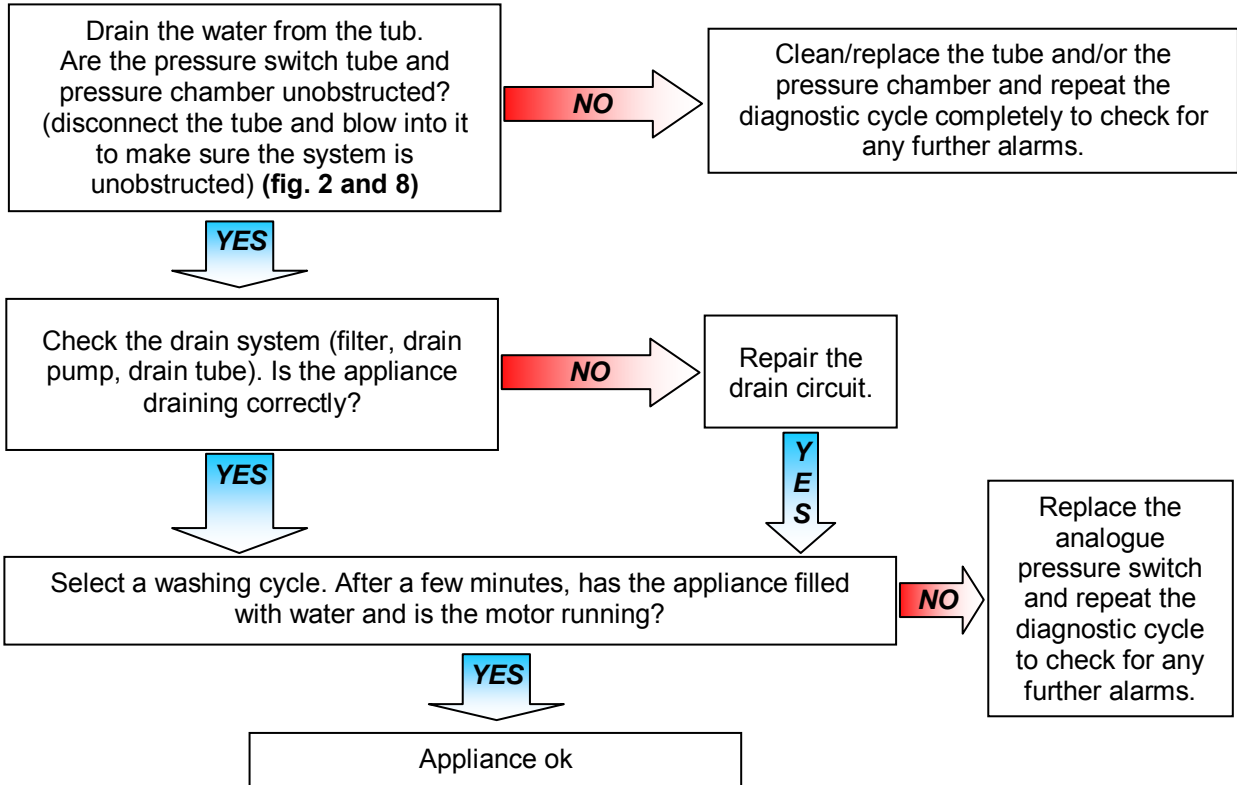 Drain the water from the tub.
Are the pressure switch tube and
pressure chamber unobstructed?
(disconnect the tube and blow into it
to make sure the system is
unobstructed) (fig. 2 and 8)
NO
Clean/replace the tube and/or the
pressure chamber and repeat the
diagnostic cycle completely to check for
any further alarms.
YES
Check the drain system (filter, drain
pump, drain tube). Is the appliance
draining correctly?
NO
Repair the
drain circuit.
YES
Y
E
S
Select a washing cycle. After a few minutes, has the appliance filled
with water and is the motor running?
NO
Replace the
analogue
pressure switch
and repeat the
diagnostic cycle
to check for any
further alarms.
YES
Appliance ok